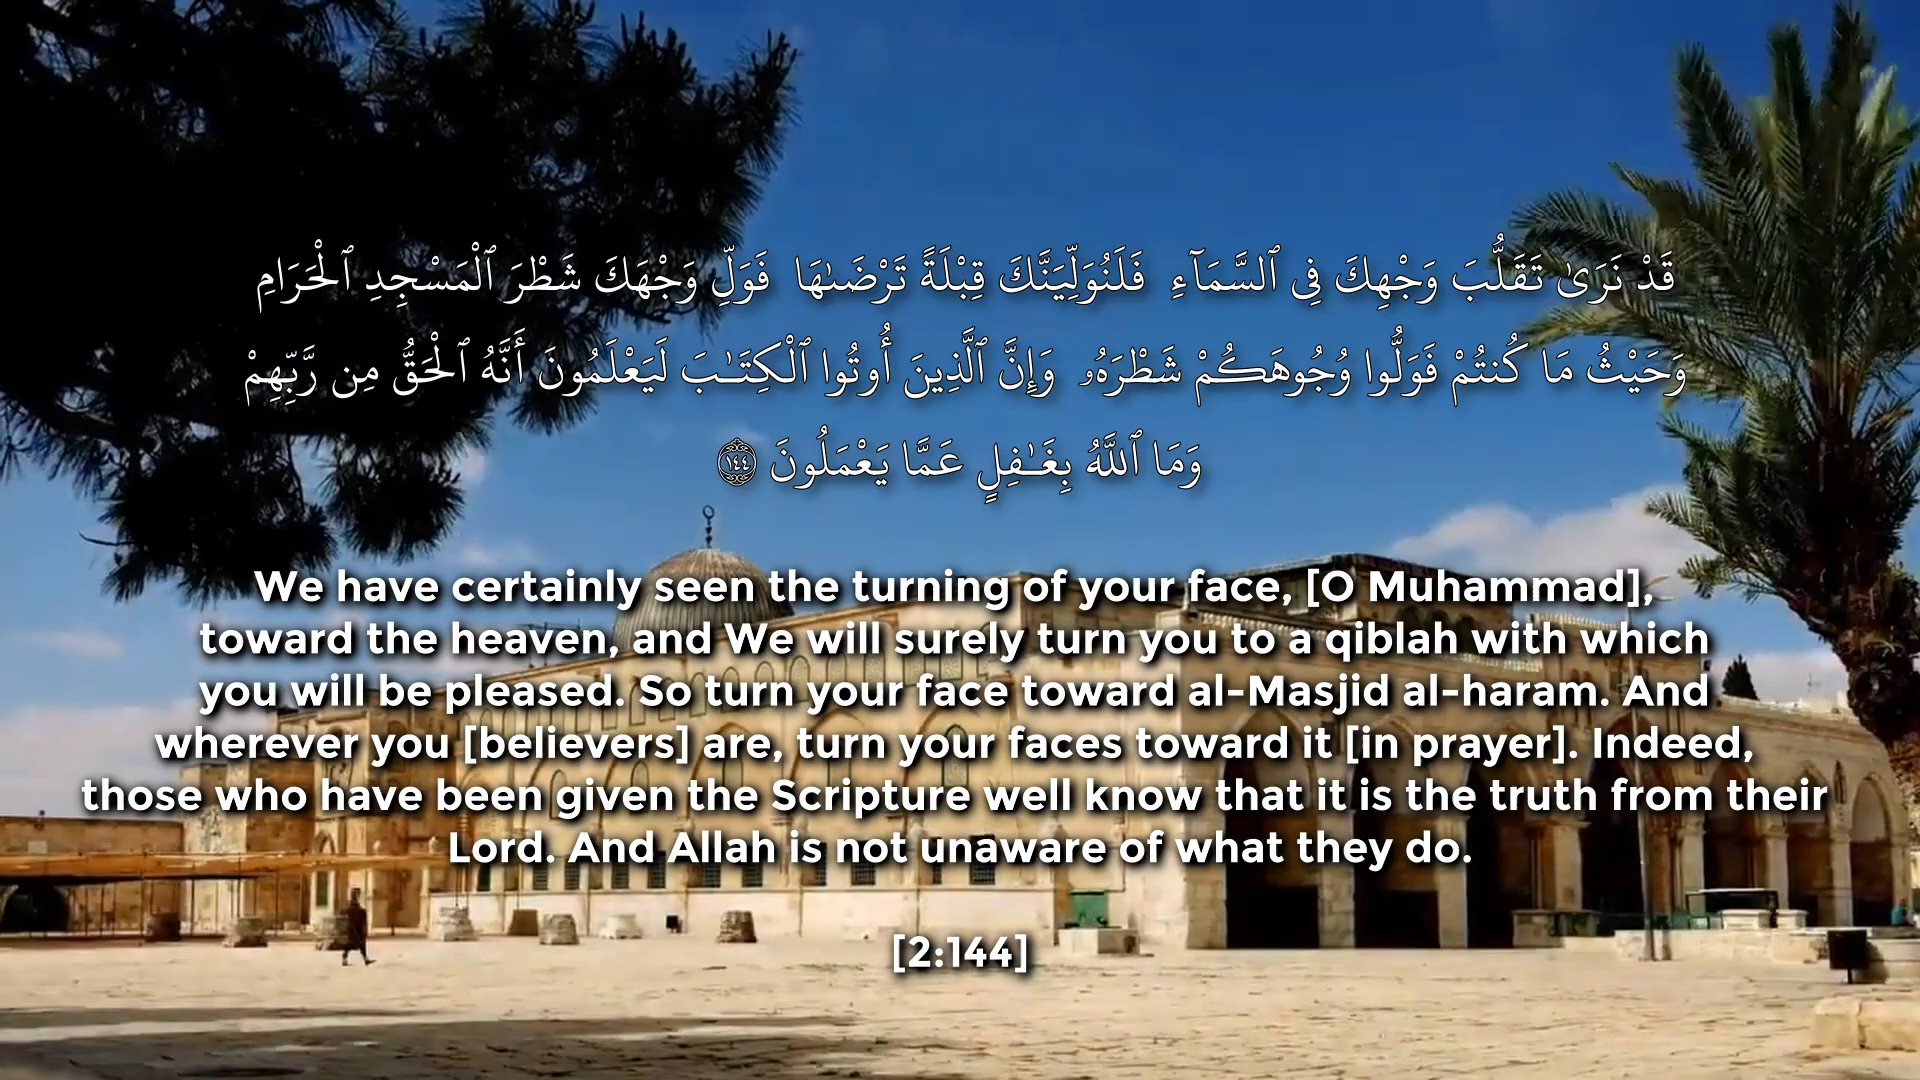 قَدْ نَرَىٰ تَقَلُّبَ وَجْهِكَ فِى ٱلسَّمَآءِ فَلَنُوَلِّيَنَّكَ قِبْلَةً تَرْضَىٰهَا فَوَلِّ وَجْهَكَ شَطْرَ ٱلْمَسْجِدِ ٱلْحَرَامِ
وَحَيْثُ مَا كُنتُمْ فَوَلُّوا وُجُوهَكُمْ شَطْرَهُۥ وَإِنَّ ٱلَّذِينَ أُوتُوا ٱلْكِتَـٰبَ لَيَعْلَمُونَ أَنَّهُ ٱلْحَقُّ مِن رَّبِّهِمْ
وَمَا ٱللَّهُ بِغَـٰفِلٍ عَمَّا يَعْمَلُونَ ١٤٤
We have certainly seen the turning of your face, [O Muhammad],
toward the heaven, and We will surely turn you to a qiblah with which
you will be pleased. So turn your face toward al-Masjid al-haram. And
wherever you [believers] are, turn your faces toward it [in prayer]. Indeed,
those who have been given the Scripture well know that it is the truth from their
Lord. And Allah is not unaware of what they do.
[2:144]